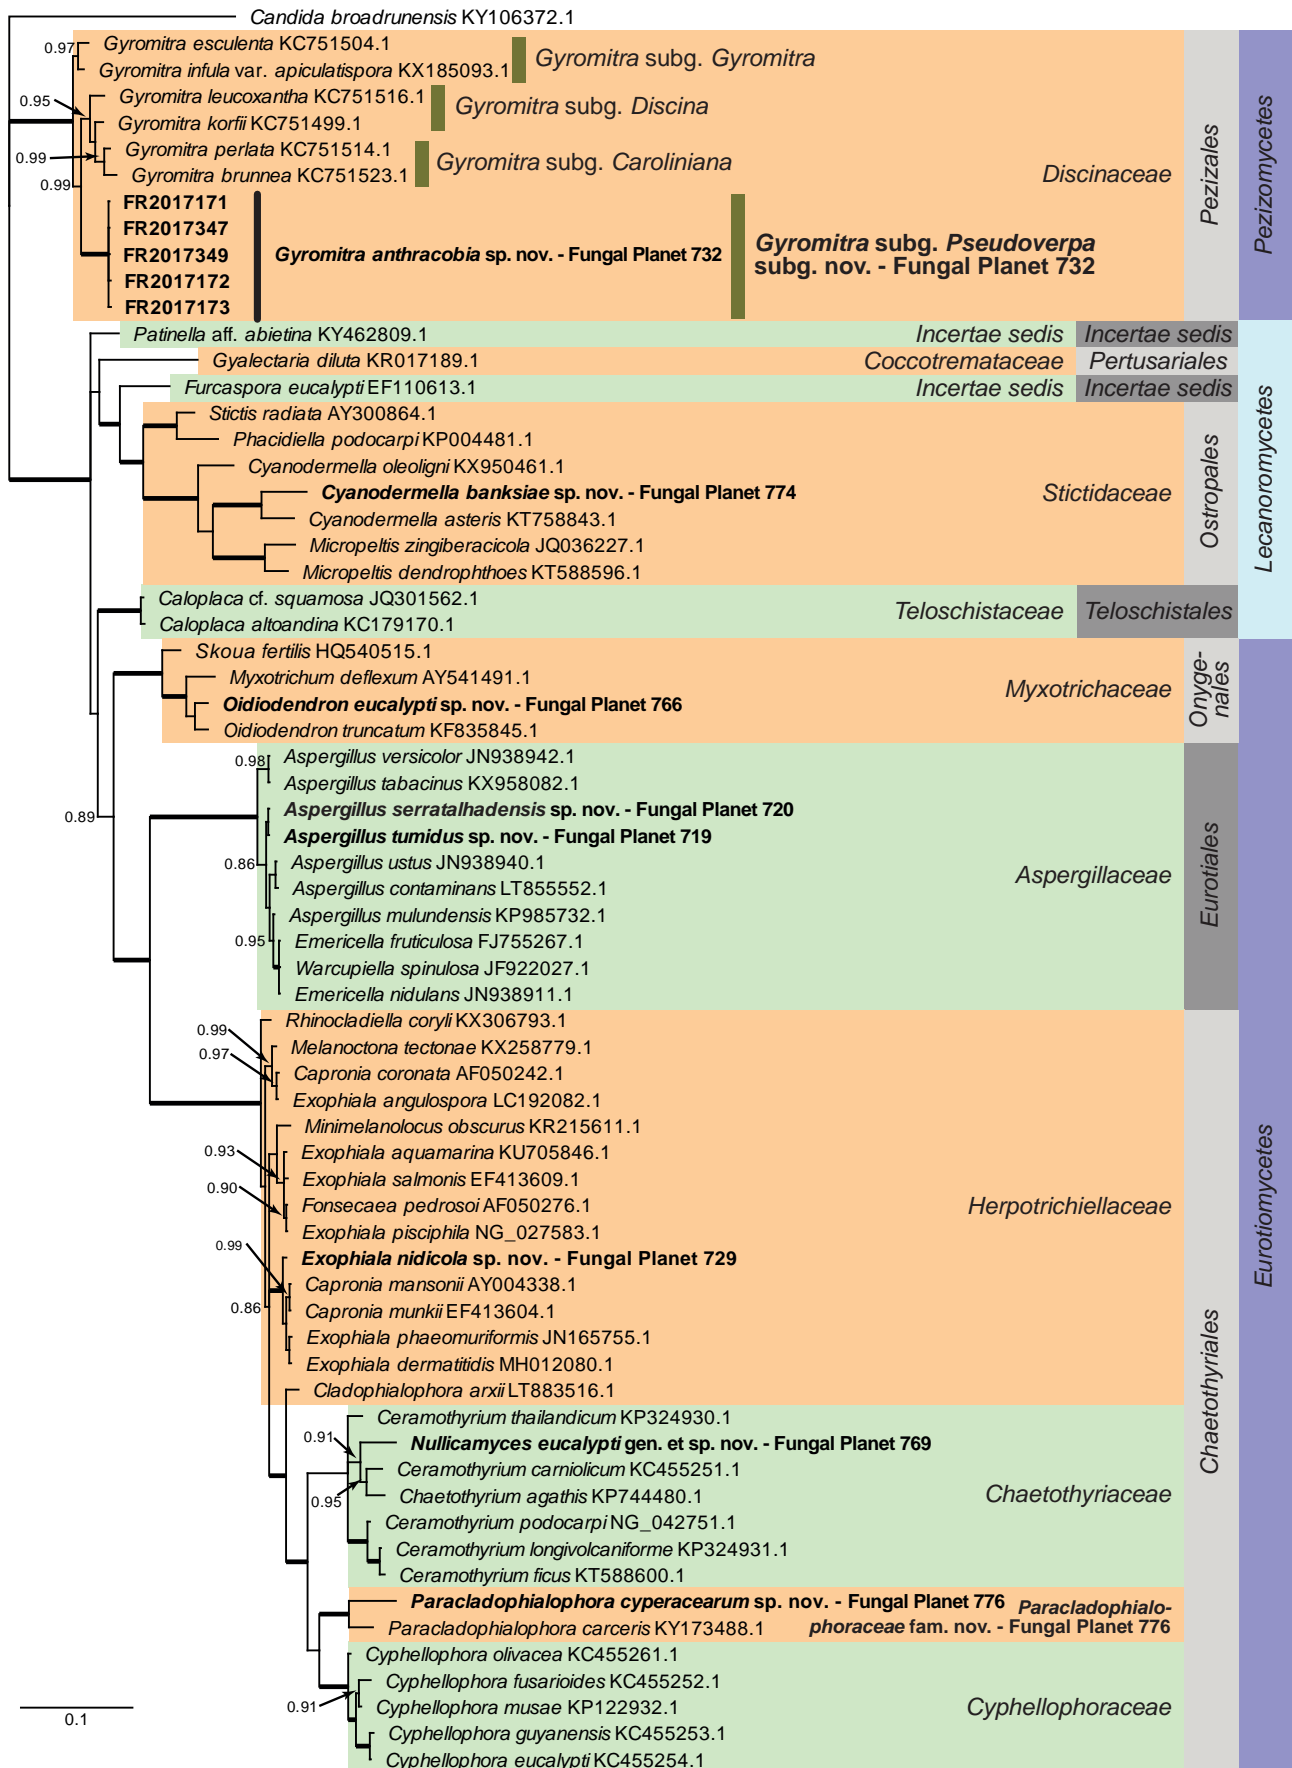 Candida broadrunensis KY106372.1
0.97
Gyromitra esculenta KC751504.1
Gyromitra infula var. apiculatispora KX185093.1
Gyromitra subg. Gyromitra
0.95
Gyromitra leucoxantha KC751516.1
Gyromitra korfii KC751499.1
Gyromitra subg. Discina
0.99
Gyromitra perlata KC751514.1
Gyromitra brunnea KC751523.1
Gyromitra subg. Caroliniana
0.99
Discinaceae
Pezizales
Pezizomycetes
FR2017171
FR2017347
FR2017349
FR2017172
FR2017173
Gyromitra anthracobia sp. nov. - Fungal Planet 732
Gyromitra subg. Pseudoverpa
subg. nov. - Fungal Planet 732
Patinella aff. abietina KY462809.1
Incertae sedis
Incertae sedis
Gyalectaria diluta KR017189.1
Coccotremataceae
Pertusariales
Furcaspora eucalypti EF110613.1
Incertae sedis
Incertae sedis
Stictis radiata AY300864.1
Phacidiella podocarpi KP004481.1
Cyanodermella oleoligni KX950461.1
Cyanodermella banksiae sp. nov. - Fungal Planet 774
Cyanodermella asteris KT758843.1
Micropeltis zingiberacicola JQ036227.1
Micropeltis dendrophthoes KT588596.1
Stictidaceae
Ostropales
Lecanoromycetes
Caloplaca cf. squamosa JQ301562.1
Caloplaca altoandina KC179170.1
Teloschistaceae
Teloschistales
Skoua fertilis HQ540515.1
Myxotrichum deflexum AY541491.1
Oidiodendron eucalypti sp. nov. - Fungal Planet 766
Oidiodendron truncatum KF835845.1
Myxotrichaceae
Onyge-
nales
0.89
0.98
Aspergillus versicolor JN938942.1
Aspergillus tabacinus KX958082.1
Aspergillus serratalhadensis sp. nov. - Fungal Planet 720
Aspergillus tumidus sp. nov. - Fungal Planet 719
0.86
Aspergillus ustus JN938940.1
Aspergillus contaminans LT855552.1
Aspergillus mulundensis KP985732.1
0.95
Emericella fruticulosa FJ755267.1
Warcupiella spinulosa JF922027.1
Emericella nidulans JN938911.1
Aspergillaceae
Eurotiales
Eurotiomycetes
Rhinocladiella coryli KX306793.1
0.99
Melanoctona tectonae KX258779.1
0.97
Capronia coronata AF050242.1
Exophiala angulospora LC192082.1
Minimelanolocus obscurus KR215611.1
0.93
Exophiala aquamarina KU705846.1
Exophiala salmonis EF413609.1
0.90
Fonsecaea pedrosoi AF050276.1
Exophiala pisciphila NG_027583.1
0.99
Exophiala nidicola sp. nov. - Fungal Planet 729
Capronia mansonii AY004338.1
0.86
Capronia munkii EF413604.1
Exophiala phaeomuriformis JN165755.1
Exophiala dermatitidis MH012080.1
Cladophialophora arxii LT883516.1
Herpotrichiellaceae
Chaetothyriales
Ceramothyrium thailandicum KP324930.1
0.91
Nullicamyces eucalypti gen. et sp. nov. - Fungal Planet 769
Ceramothyrium carniolicum KC455251.1
0.95
Chaetothyrium agathis KP744480.1
Ceramothyrium podocarpi NG_042751.1
Ceramothyrium longivolcaniforme KP324931.1
Ceramothyrium ficus KT588600.1
Chaetothyriaceae
Paracladophialophora cyperacearum sp. nov. - Fungal Planet 776
Paracladophialophora carceris KY173488.1
Paracladophialo-
phoraceae fam. nov. - Fungal Planet 776
Cyphellophora olivacea KC455261.1
Cyphellophora fusarioides KC455252.1
0.91
Cyphellophora musae KP122932.1
Cyphellophora guyanensis KC455253.1
Cyphellophora eucalypti KC455254.1
Cyphellophoraceae
0.1